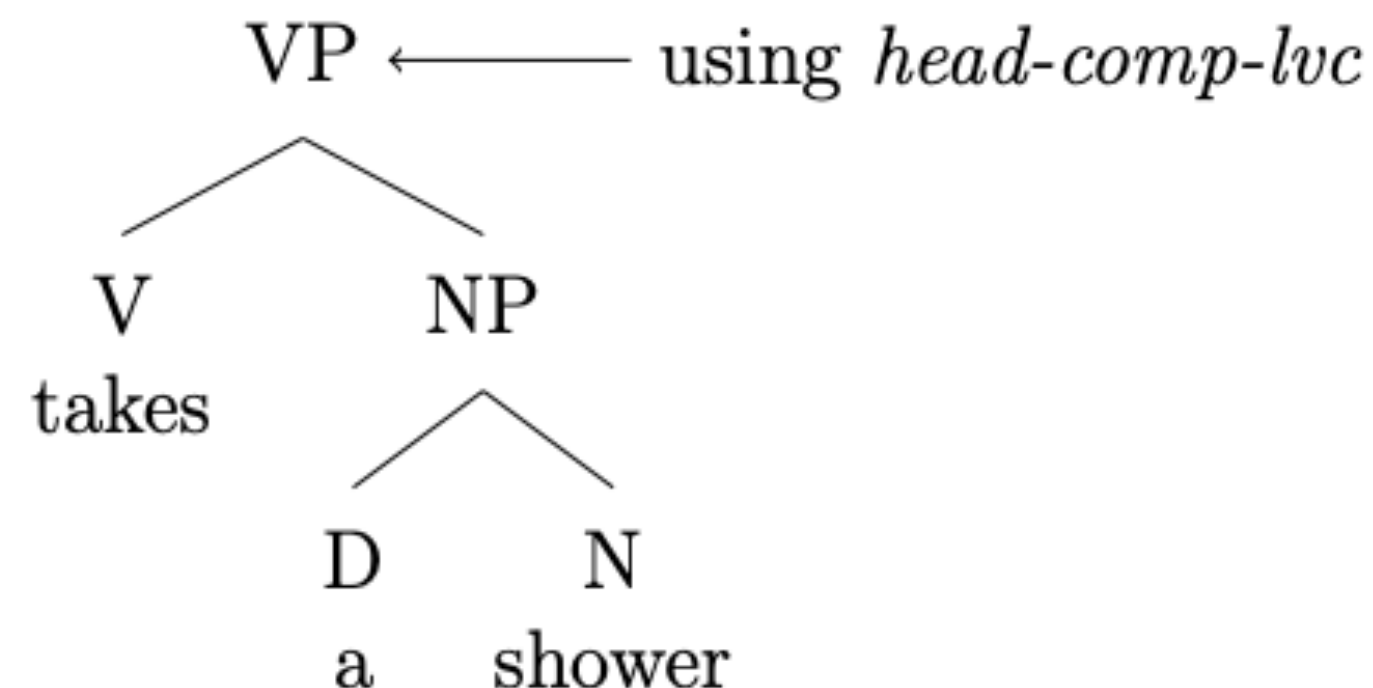 VP ← using head-comp-lvc
V NP
takes
D N
a shower